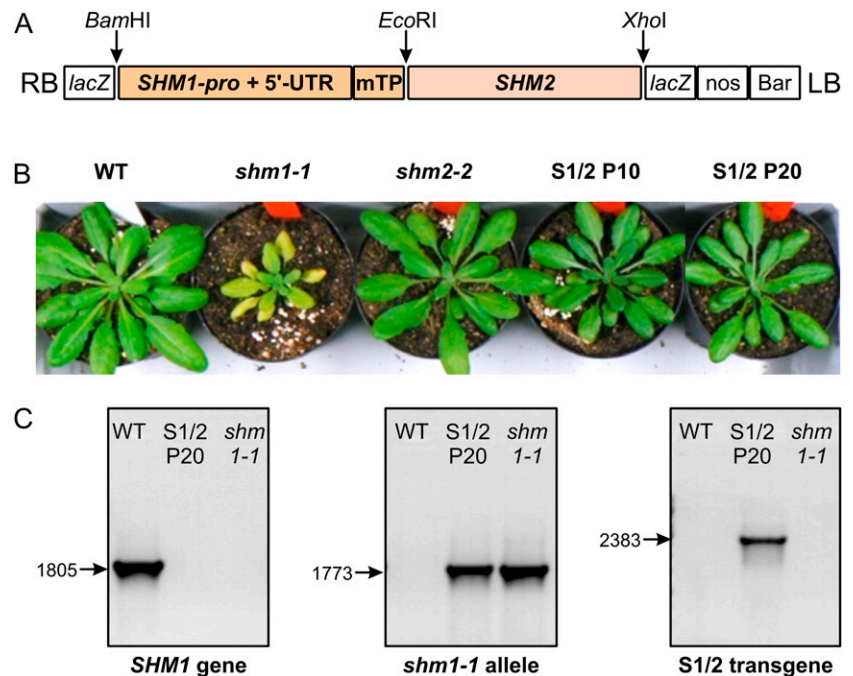 A
BamHI EcoRI XhoI
RB lacZ SHM1-pro + 5'-UTR mTP SHM2 lacZ nos Bar LB
B
WT shm1-1 shm2-2 S1/2 P10 S1/2 P20
C
WT S1/2 P20 shm 1-1
1805
SHM1 gene
WT S1/2 P20 shm 1-1
1773
shm1-1 allele
WT S1/2 P20 shm 1-1
2383
S1/2 transgene